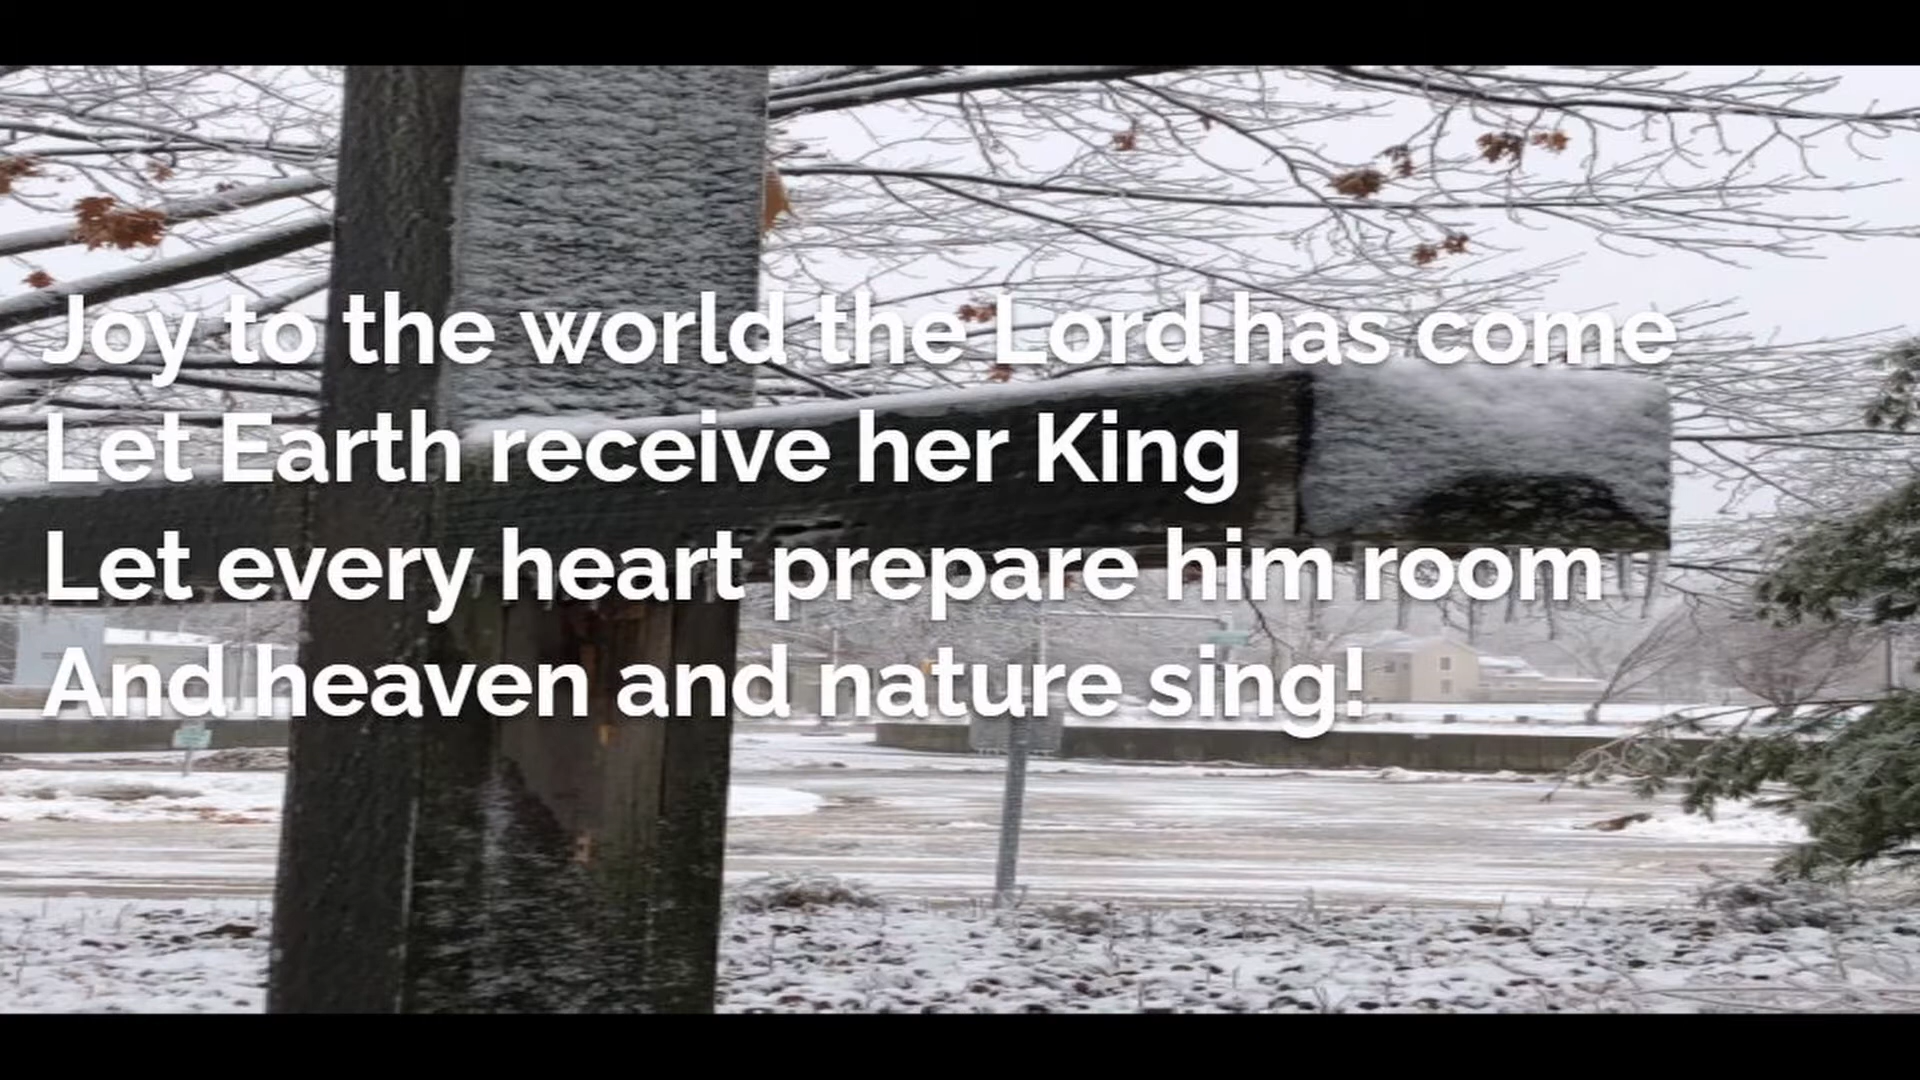 Joy to the world the Lord has come
Let Earth receive her King
Let every heart prepare him room
And heaven and nature sing!